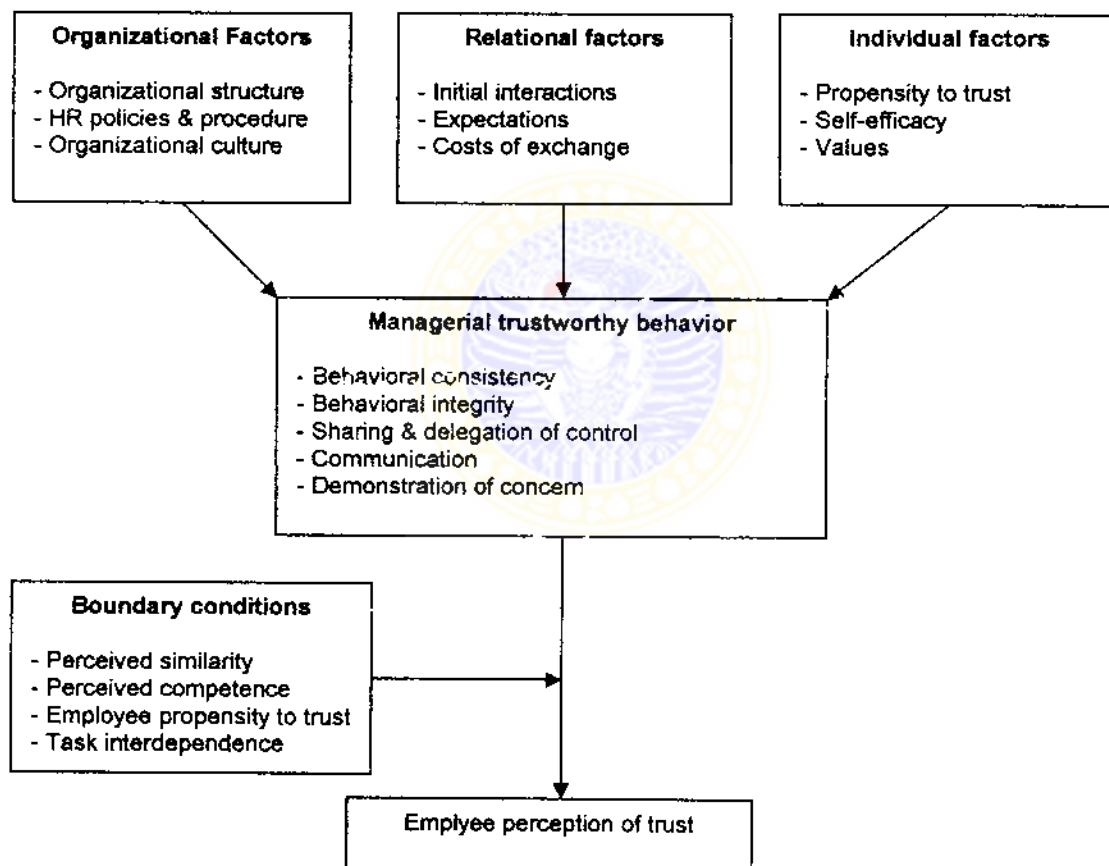 Organizational Factors
- Organizational structure
- HR policies & procedure
- Organizational culture
Relational factors
- Initial interactions
- Expectations
- Costs of exchange
Individual factors
- Propensity to trust
- Self-efficacy
- Values
Managerial trustworthy behavior
- Behavioral consistency
- Behavioral integrity
- Sharing & delegation of control
- Communication
- Demonstration of concern
Boundary conditions
- Perceived similarity
- Perceived competence
- Employee propensity to trust
- Task interdependence
Emplyee perception of trust